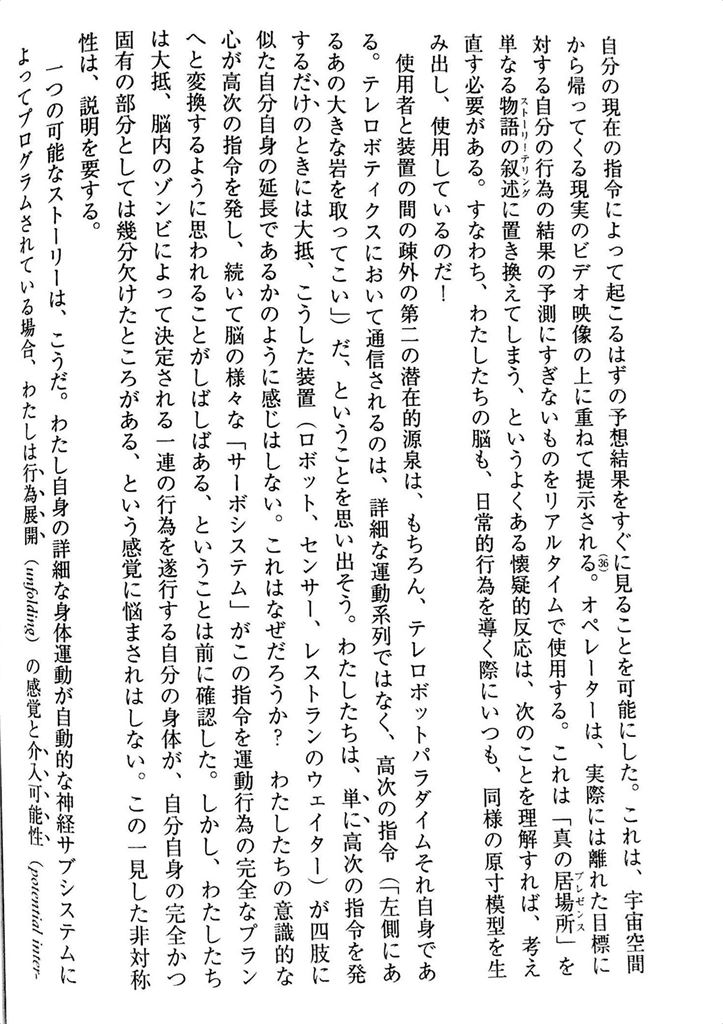 自分の現在の指令によって起こるはずの予想結果をすぐに見ることを可能にした。これは、宇宙空間
から帰ってくる現実のビデオ映像の上に重ねて提示される。(36)オペレーターは、実際には離れた目標に
対する自分の行為の結果の予測にすぎないものをリアルタイムで使用する。これは「真の居場所プレゼンス」を
単なる物語の叙述ストーリーテリングに置き換えてしまう、というよくある懐疑的反応は、次のことを理解すれば、考え
直す必要がある。すなわち、わたしたちの脳も、日常的行為を導く際にいつも、同様の原寸模型を生
み出し、使用しているのだ！
使用者と装置の間の疎外の第二の潜在的源泉は、もちろん、テレロボットパラダイムそれ自身であ
る。テレロボティクスにおいて通信されるのは、詳細な運動系列ではなく、高次の指令（「左側にあ
るあの大きな岩を取ってこい」）だ、ということを思い出そう。わたしたちは、単に高次の指令を発
するだけのときには大抵、こうした装置（ロボット、センサー、レストランのウェイター）が四肢に
似た自分自身の延長であるかのように感じはしない。これはなぜだろうか？　わたしたちの意識的な
心が高次の指令を発し、続いて脳の様々な「サーボシステム」がこの指令を運動行為の完全なプラン
へと変換するように思われることがしばしばある、ということは前に確認した。しかし、わたしたち
は大抵、脳内のゾンビによって決定される一連の行為を遂行する自分の身体が、自分自身の完全かつ
固有の部分としては幾分欠けたところがある、という感覚に悩まされはしない。この一見した非対称
性は、説明を要する。
一つの可能なストーリーは、こうだ。わたし自身の詳細な身体運動が自動的な神経サブシステムに
よってプログラムされている場合、わたしは行為展開（unfolding）の感覚と介入可能性（potential inter-